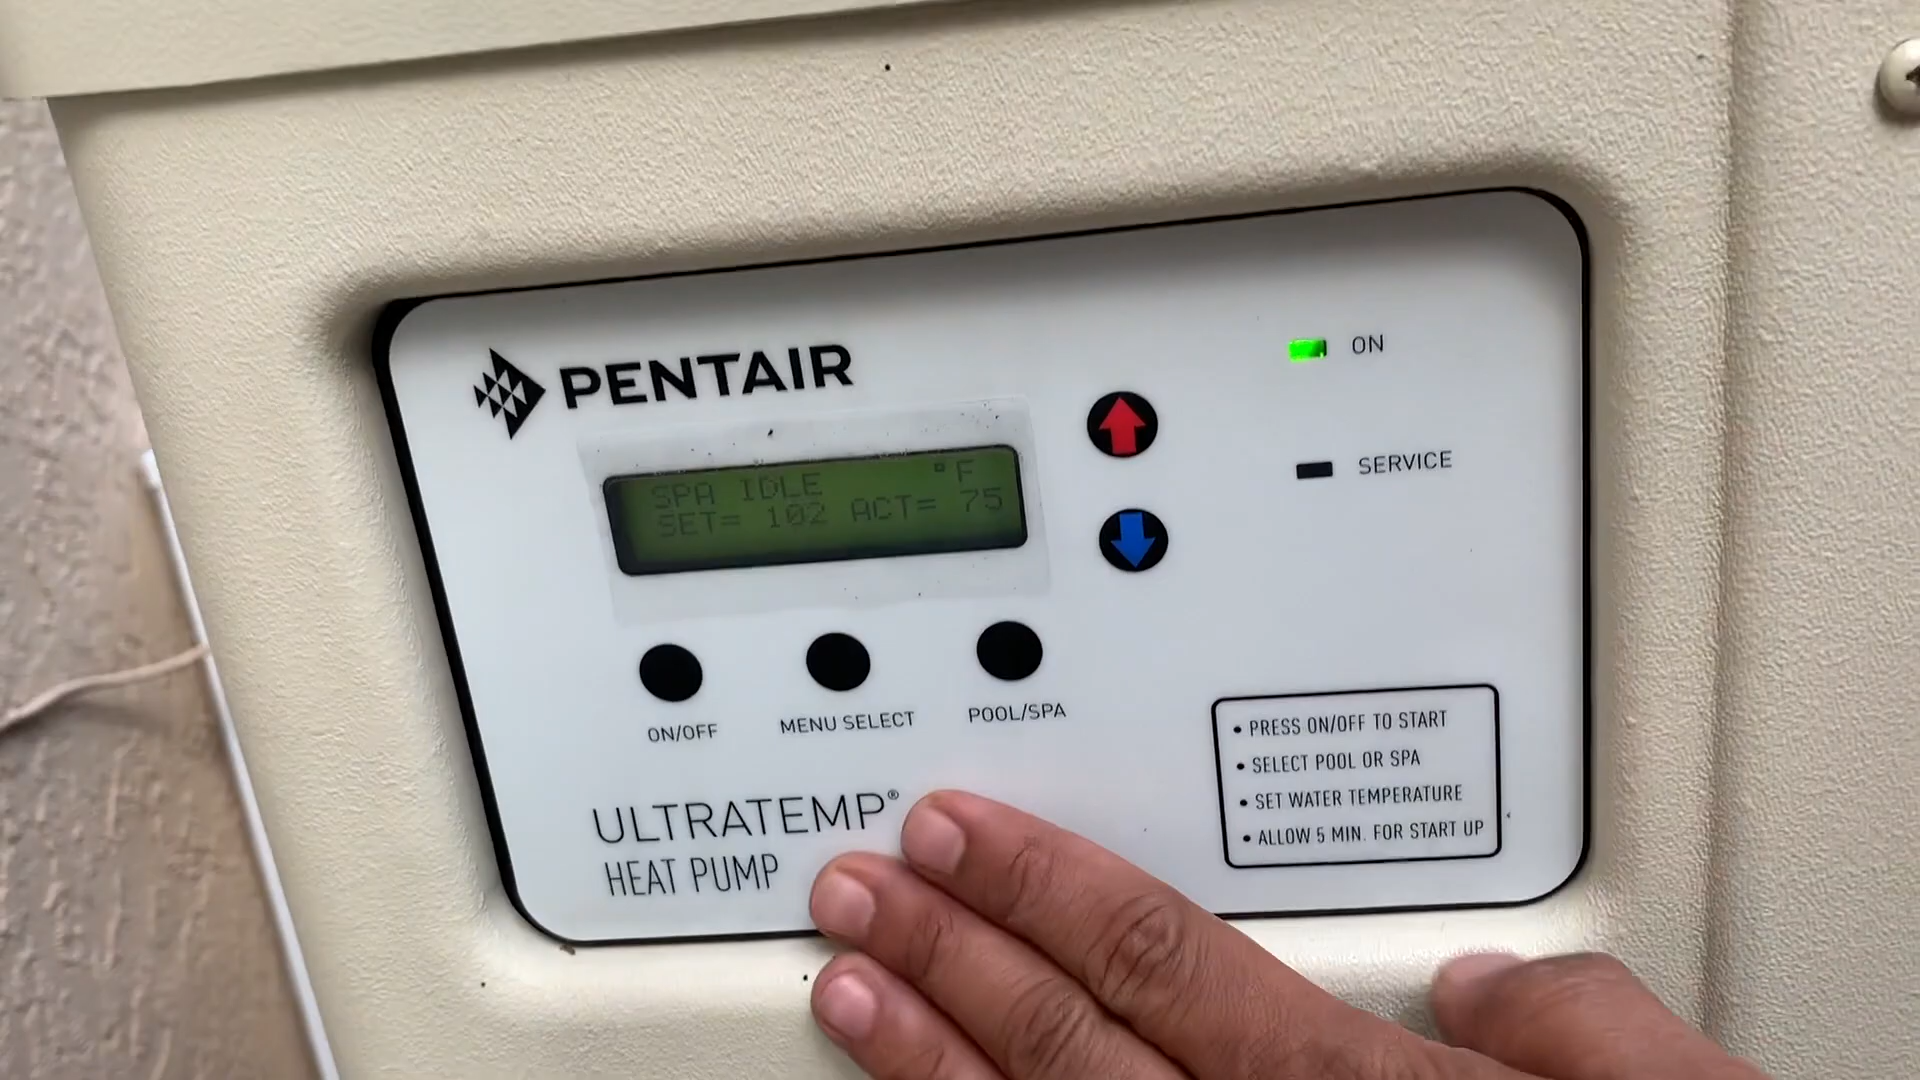 PENTAIR
SPA IDLE °F
SET= 102 ACT= 75
ON
SERVICE
ON/OFF
MENU SELECT
POOL/SPA
ULTRATEMP®
HEAT PUMP
• PRESS ON/OFF TO START
• SELECT POOL OR SPA
• SET WATER TEMPERATURE
• ALLOW 5 MIN. FOR START UP